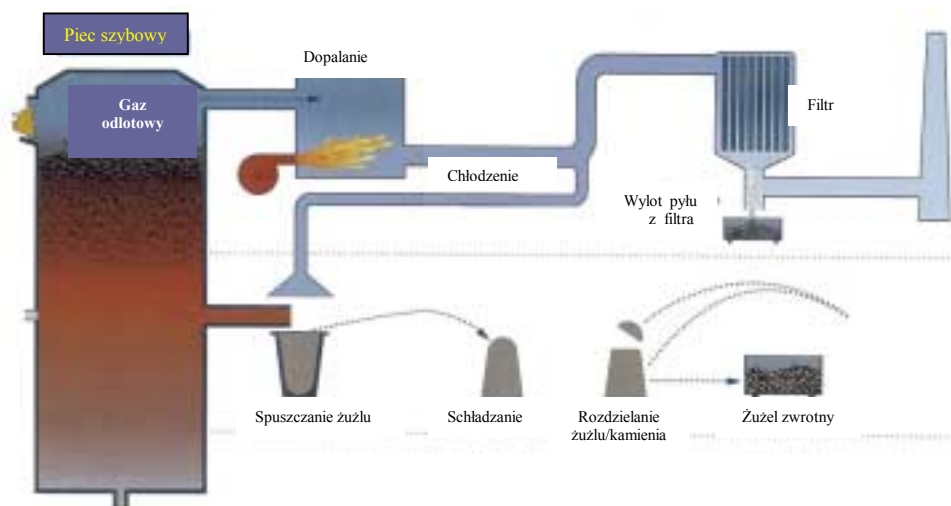 Piec szybowy
Gaz
odlotowy
Dopalanie
Filtr
Chłodzenie
Wylot pyłu
z filtra
Spuszczanie żużlu
Schładzanie
Rozdzielanie
żużlu/kamienia
Żużel zwrotny